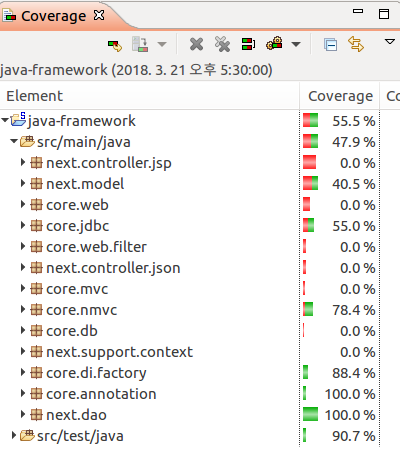 Coverage
java-framework (2018. 3. 21 오후 5:30:00)
Element Coverage Co
java-framework 55.5 %
src/main/java 47.9 %
next.controller.jsp 0.0 %
next.model 40.5 %
core.web 0.0 %
core.jdbc 55.0 %
core.web.filter 0.0 %
next.controller.json 0.0 %
core.mvc 0.0 %
core.nmvc 78.4 %
core.db 0.0 %
next.support.context 0.0 %
core.di.factory 88.4 %
core.annotation 100.0 %
next.dao 100.0 %
src/test/java 90.7 %